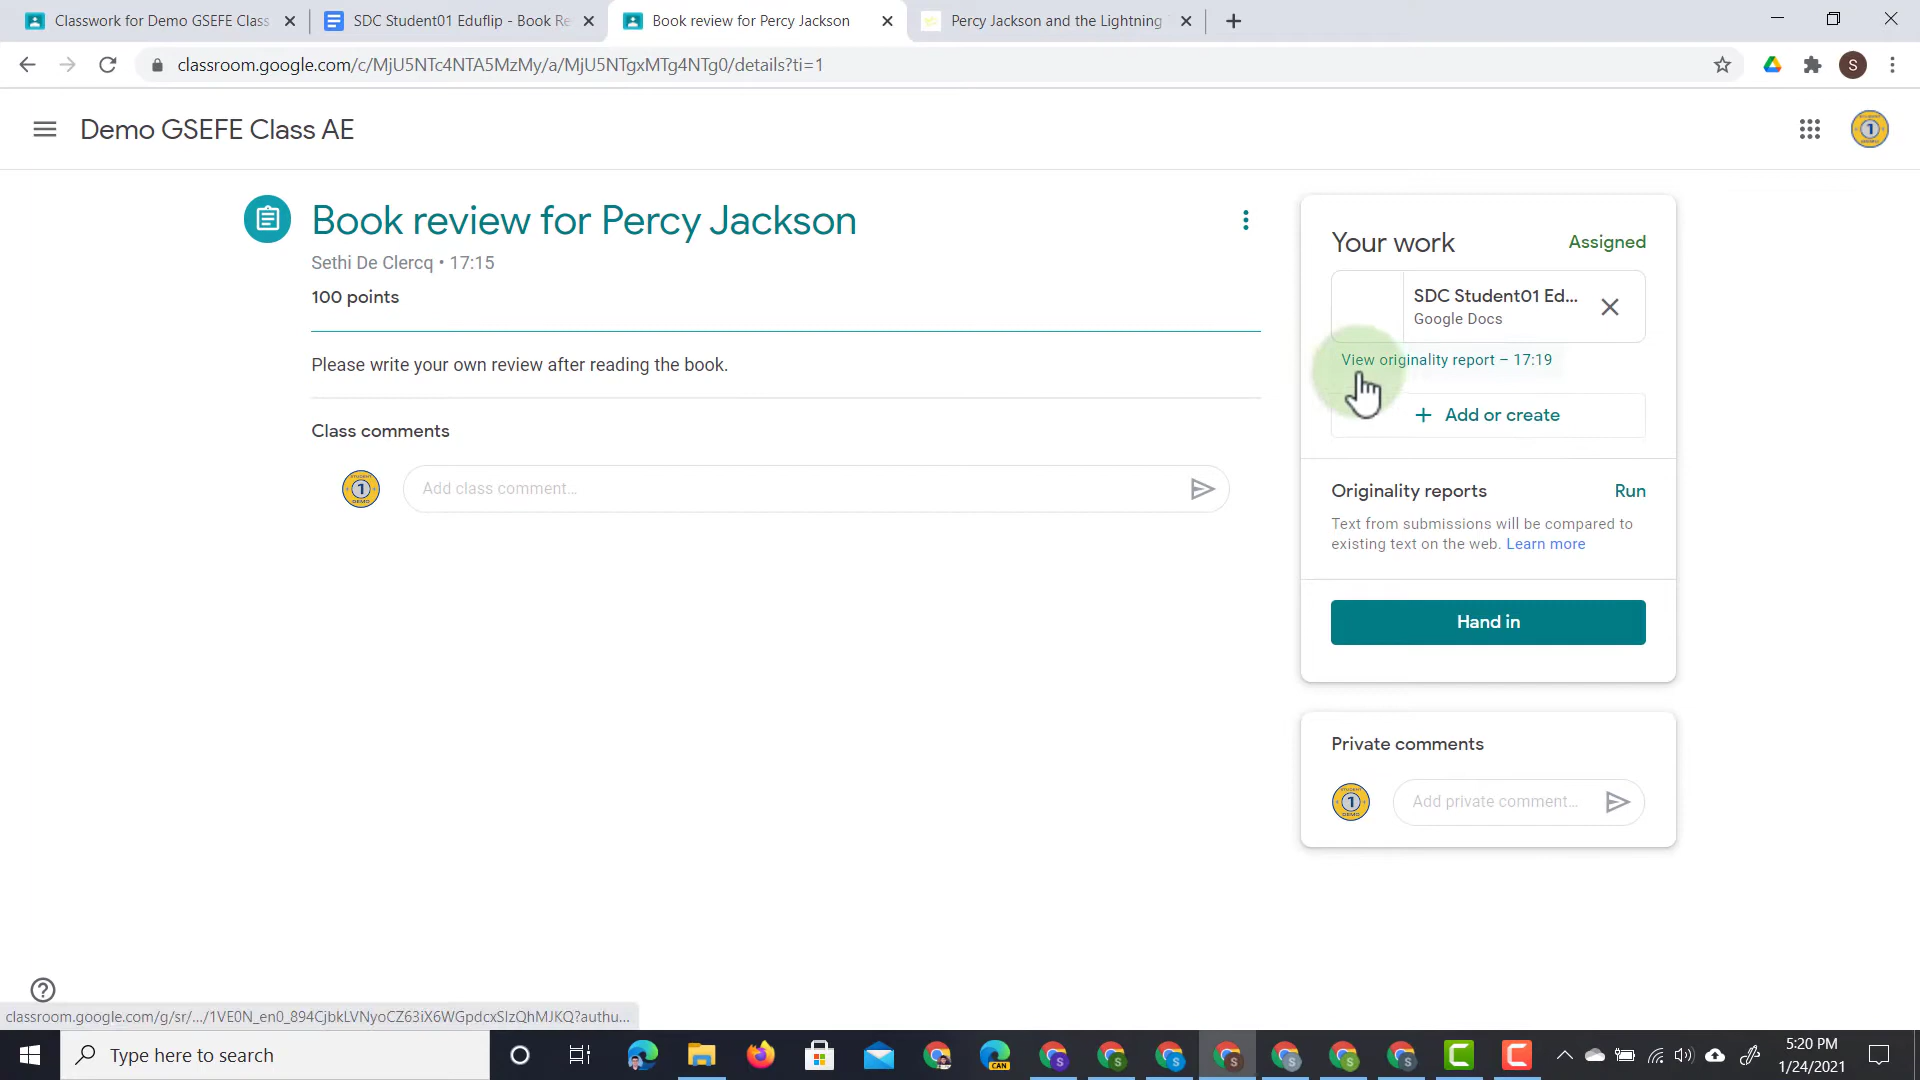 Classwork for Demo GSEFE Class
SDC Student01 Eduflip - Book Re
Book review for Percy Jackson
Percy Jackson and the Lightning
classroom.google.com/c/MjU5NTc4NTA5MzMy/a/MjU5NTgxMTg4NTg0/details?ti=1
S
Demo GSEFE Class AE
Book review for Percy Jackson
Sethi De Clercq • 17:15
100 points
Please write your own review after reading the book.
Class comments
Add class comment...
Your work
Assigned
SDC Student01 Ed...
Google Docs
View originality report – 17:19
+ Add or create
Originality reports
Run
Text from submissions will be compared to
existing text on the web. Learn more
Hand in
Private comments
Add private comment...
classroom.google.com/g/sr/.../1VE0N_en0_894CjbkLVNyoCZ63iX6WGpdcxSlzQhMJKQ?authu...
Type here to search
CAN
5:20 PM
1/24/2021